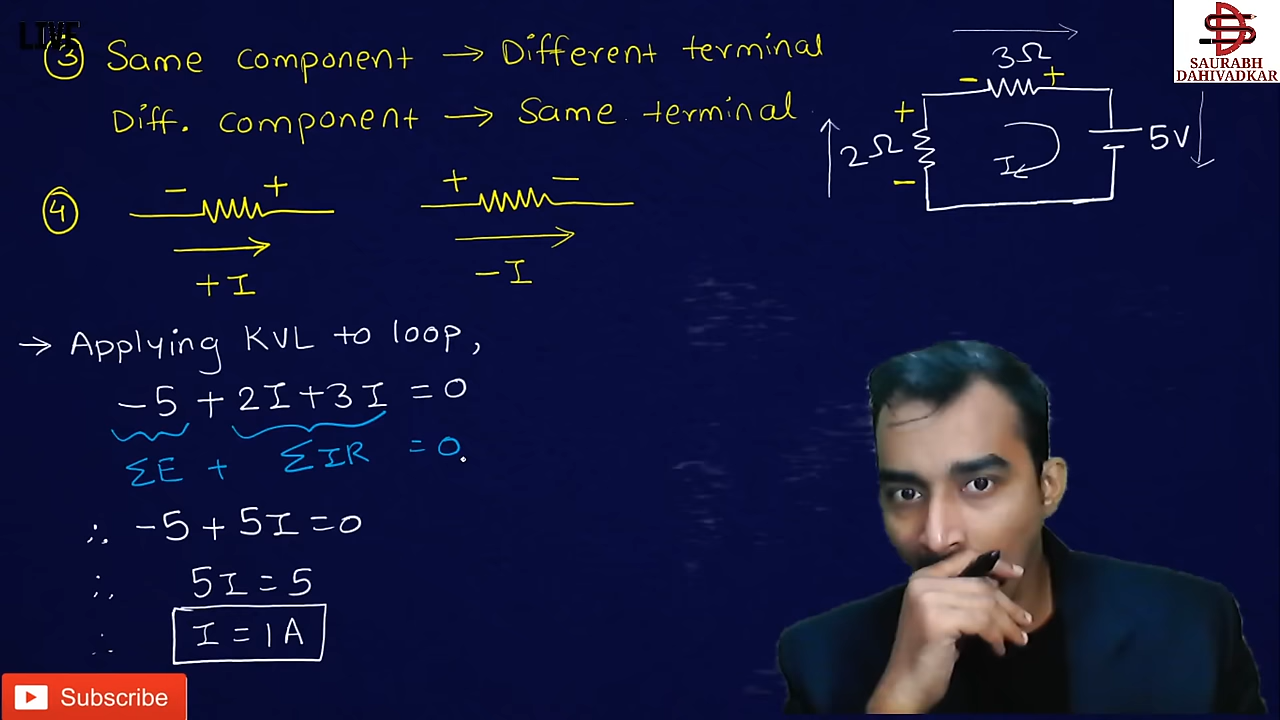 LIVE
③ Same component → Different terminal
Diff. component → Same terminal
3Ω
- +
+
2Ω
-
I
5V
SAURABH
DAHIVADKAR
④ - + + -
+I -I
→ Applying KVL to loop,
-5 + 2I + 3I = 0
ΣE + ΣIR = 0
∴ -5 + 5I = 0
∴ 5I = 5
∴ I = 1A
Subscribe